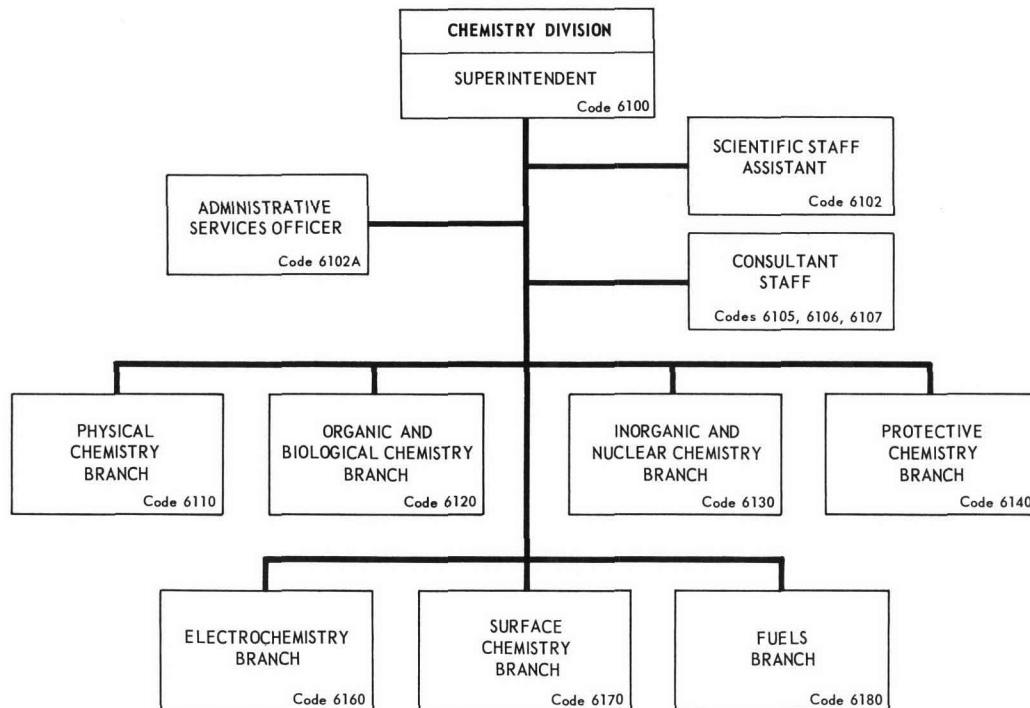 CHEMISTRY DIVISION
SUPERINTENDENT
Code 6100
SCIENTIFIC STAFF
ASSISTANT
Code 6102
ADMINISTRATIVE
SERVICES OFFICER
Code 6102A
CONSULTANT
STAFF
Codes 6105, 6106, 6107
PHYSICAL
CHEMISTRY
BRANCH
Code 6110
ORGANIC AND
BIOLOGICAL CHEMISTRY
BRANCH
Code 6120
INORGANIC AND
NUCLEAR CHEMISTRY
BRANCH
Code 6130
PROTECTIVE
CHEMISTRY
BRANCH
Code 6140
ELECTROCHEMISTRY
BRANCH
Code 6160
SURFACE
CHEMISTRY
BRANCH
Code 6170
FUELS
BRANCH
Code 6180